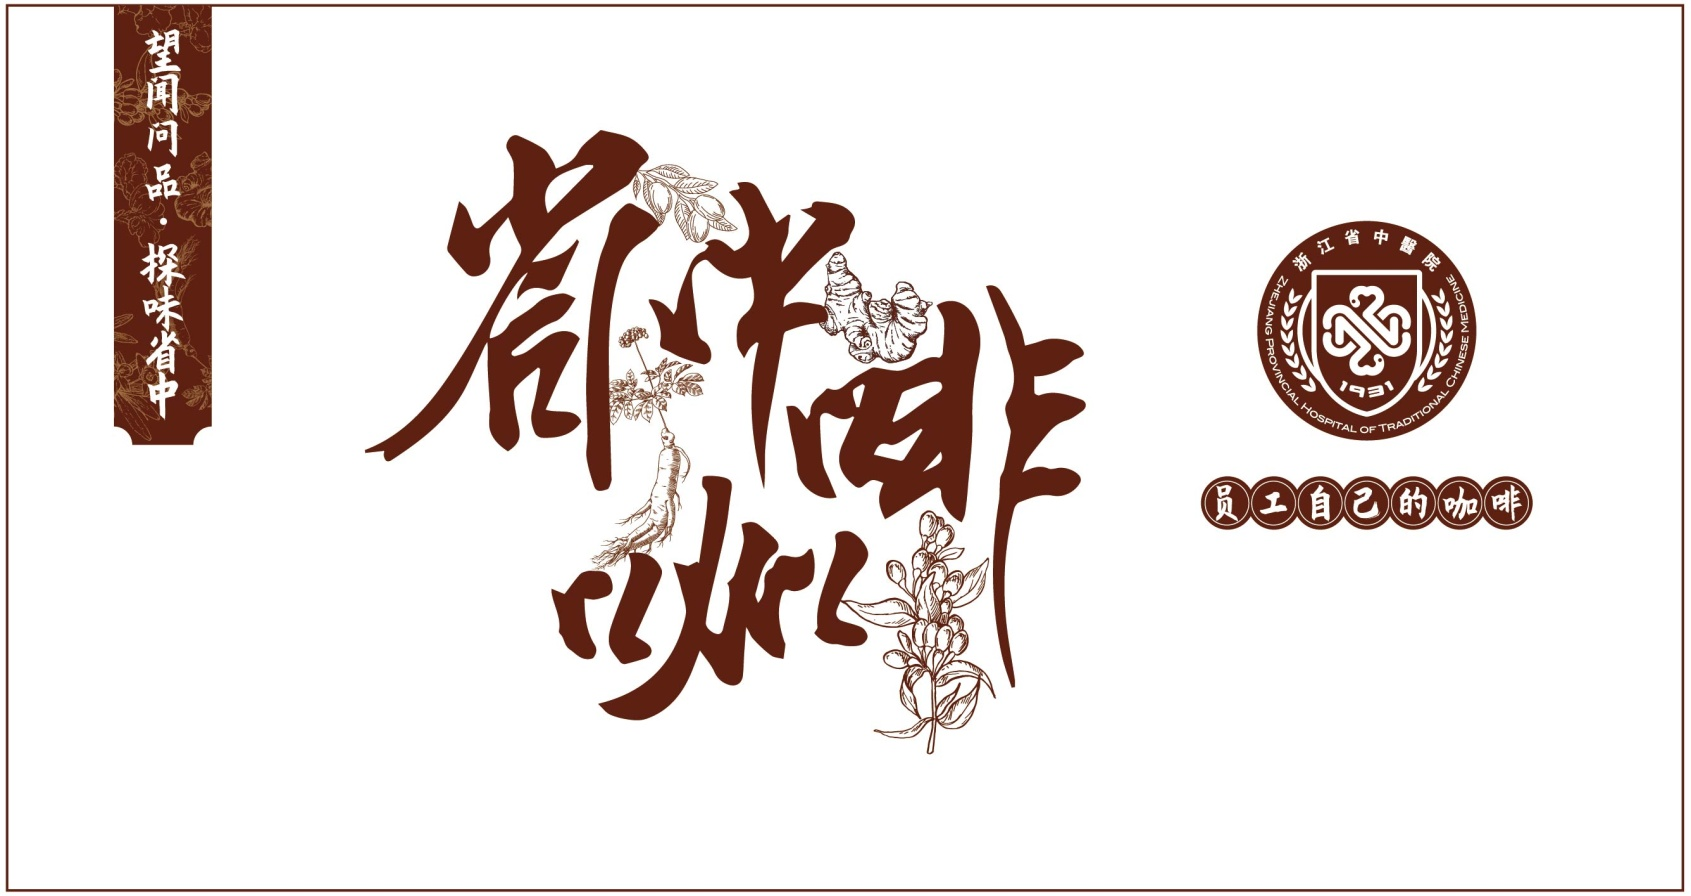 望闻问品·探味省中
省中
咖啡
浙江省中醫院
1931
ZHEJIANG PROVINCIAL HOSPITAL OF TRADITIONAL CHINESE MEDICINE
员工自己的咖啡